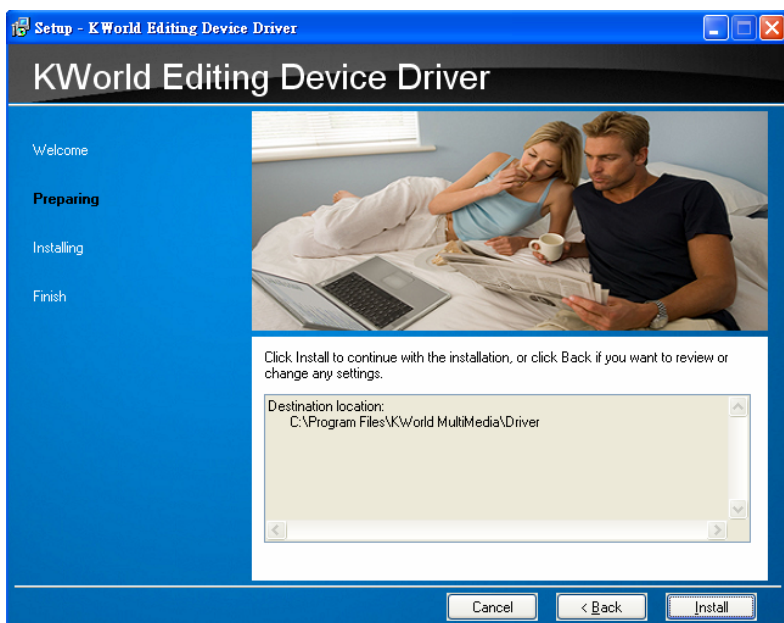 Setup - KWorld Editing Device Driver
KWorld Editing Device Driver
Welcome
Preparing
Installing
Finish
Click Install to continue with the installation, or click Back if you want to review or
change any settings.
Destination location:
C:\Program Files\KWorld MultiMedia\Driver
Cancel
< Back
Install